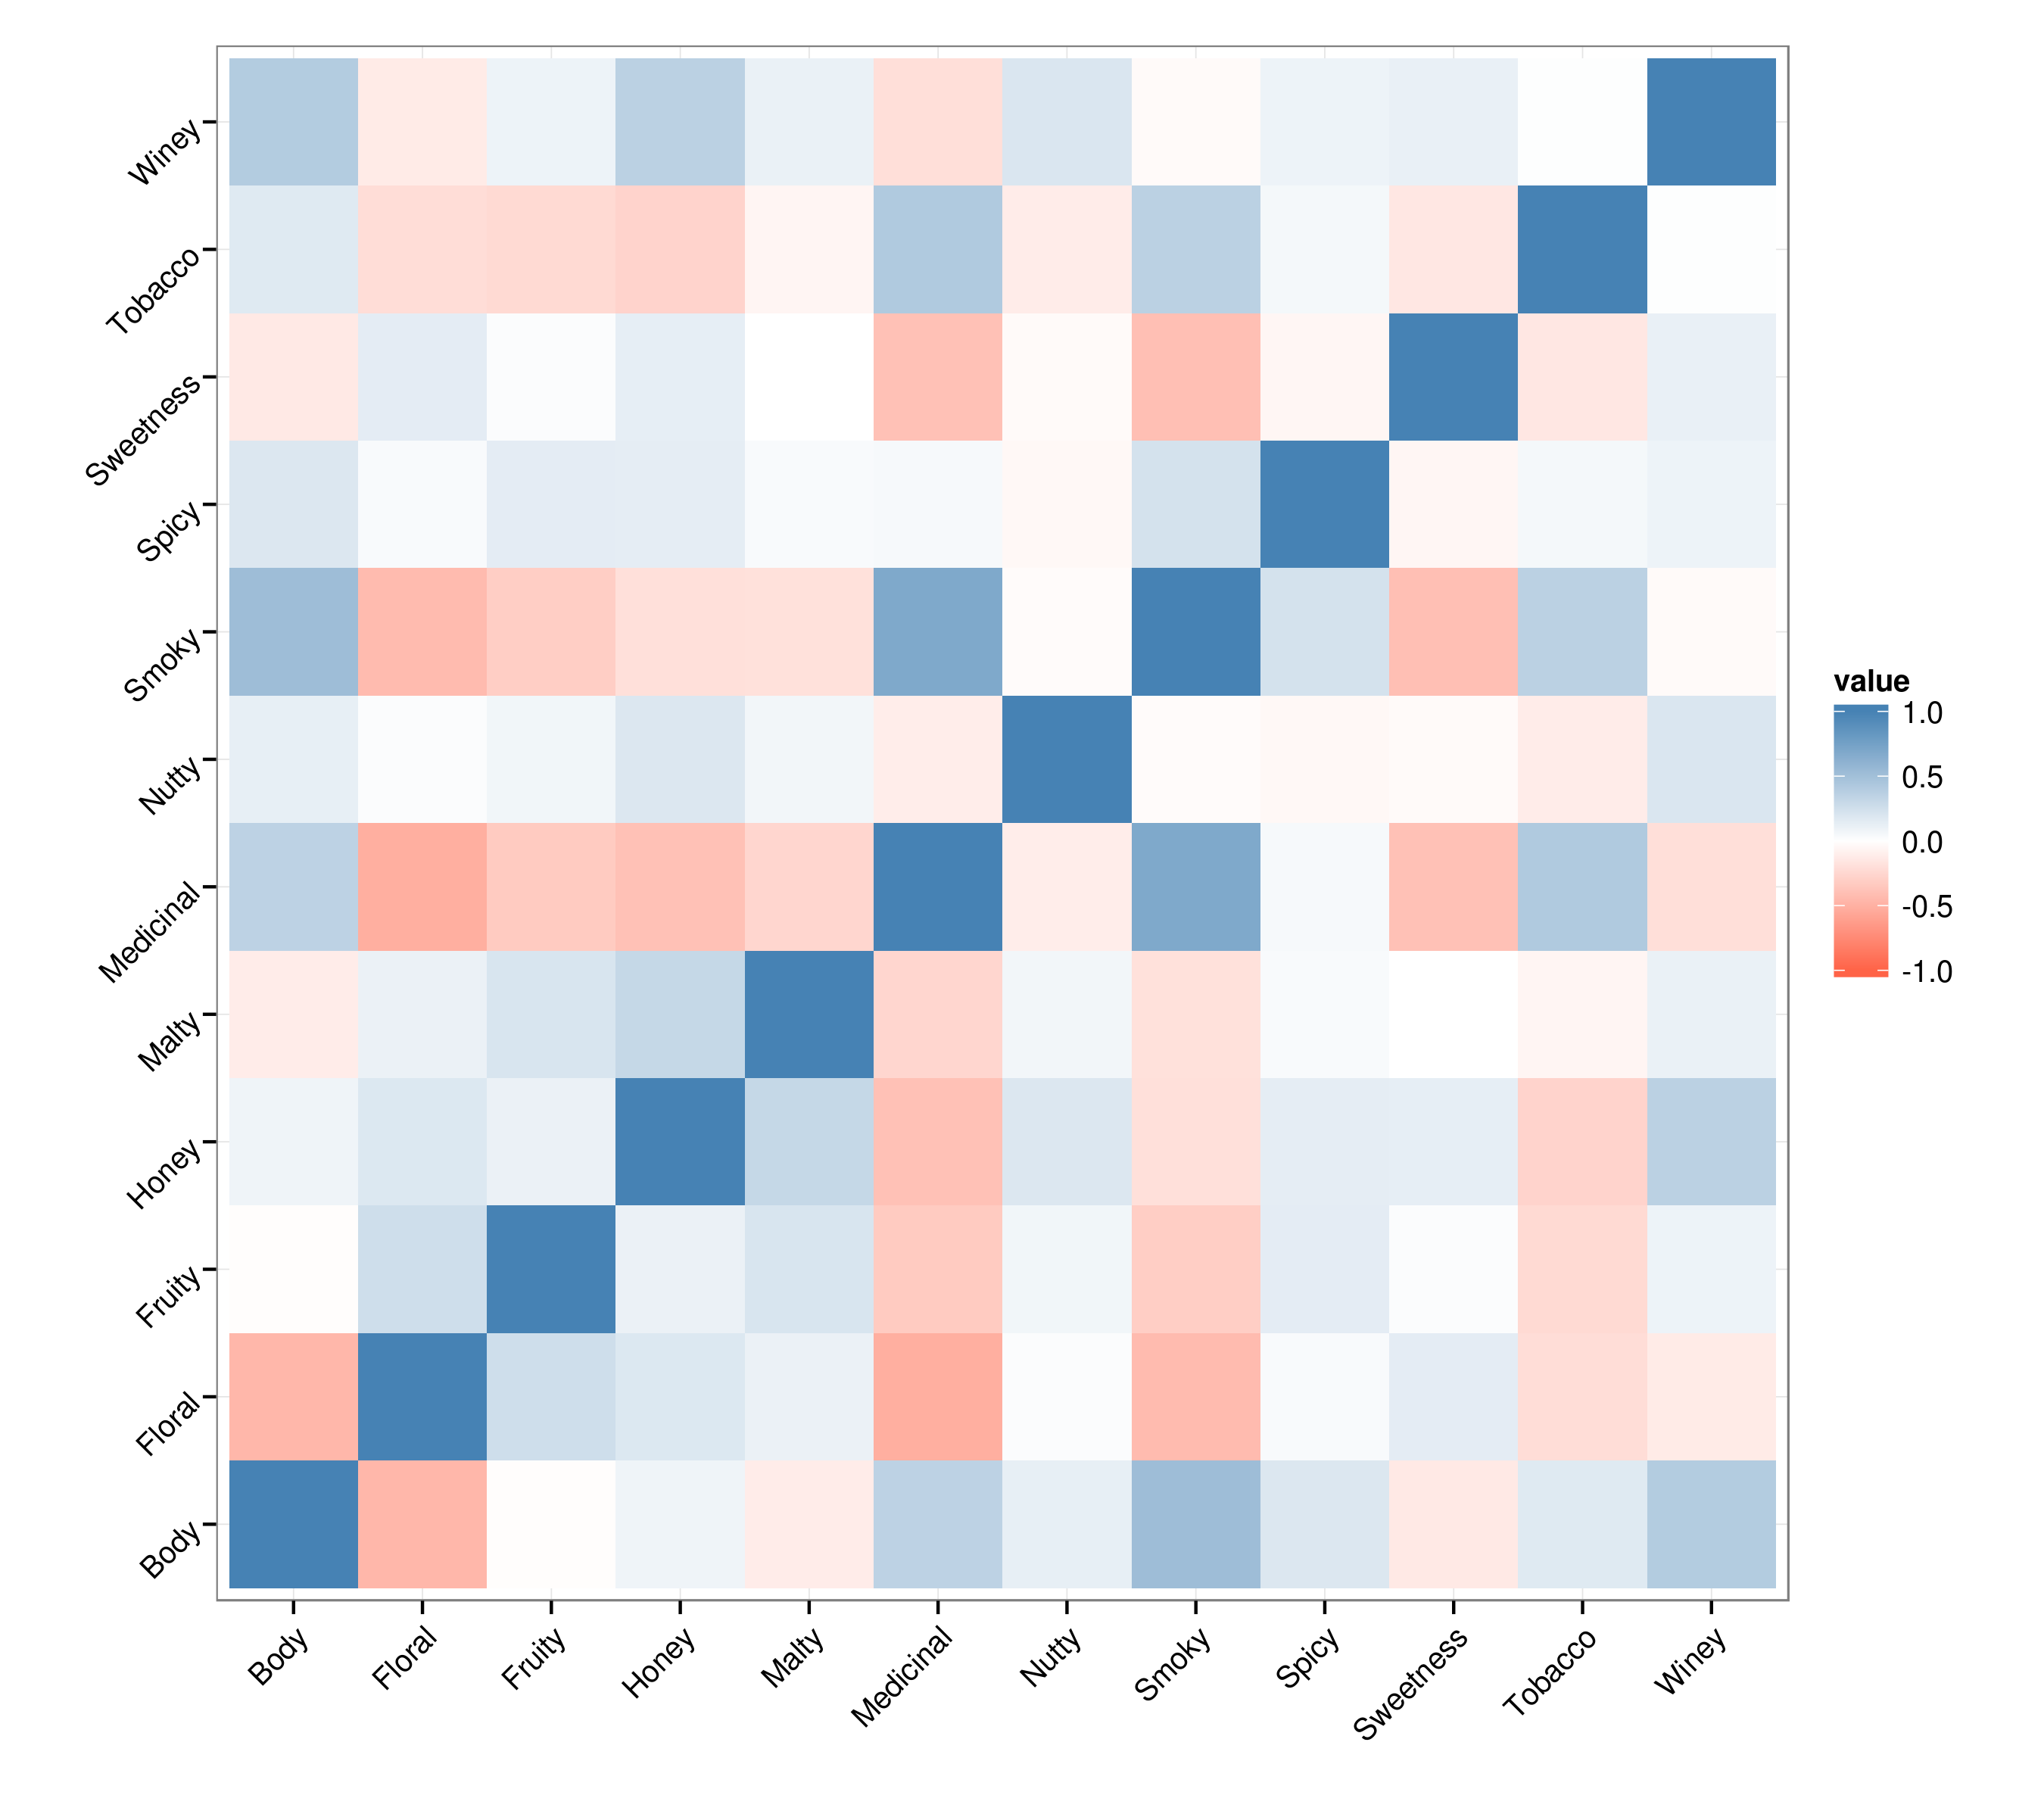 Winey
Tobacco
Sweetness
Spicy
Smoky
Nutty
Medicinal
Malty
Honey
Fruity
Floral
Body
Body
Floral
Fruity
Honey
Malty
Medicinal
Nutty
Smoky
Spicy
Sweetness
Tobacco
Winey
value
1.0
0.5
0.0
-0.5
-1.0